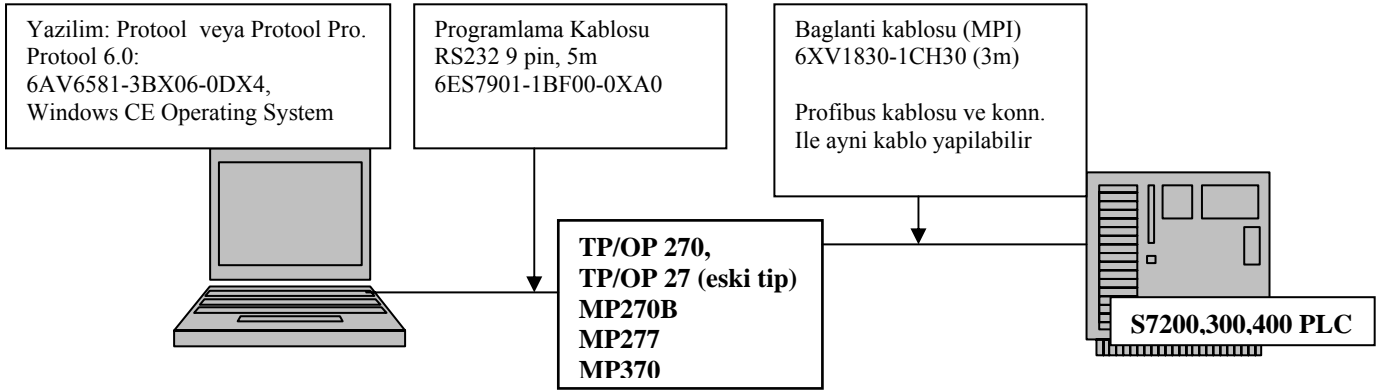 Yazilim: Protool veya Protool Pro.
Protool 6.0:
6AV6581-3BX06-0DX4,
Windows CE Operating System
Programlama Kablosu
RS232 9 pin, 5m
6ES7901-1BF00-0XA0
Baglanti kablosu (MPI)
6XV1830-1CH30 (3m)
Profibus kablosu ve konn.
Ile ayni kablo yapilabilir
TP/OP 270,
TP/OP 27 (eski tip)
MP270B
MP277
MP370
S7200,300,400 PLC